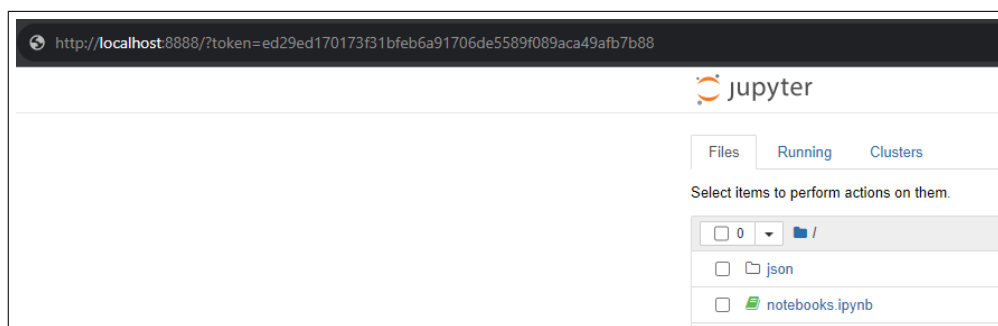 http://localhost:8888/?token=ed29ed170173f31bfeb6a91706de5589f089aca49afb7b88
jupyter
Files Running Clusters
Select items to perform actions on them.
0 /
json
notebooks.ipynb